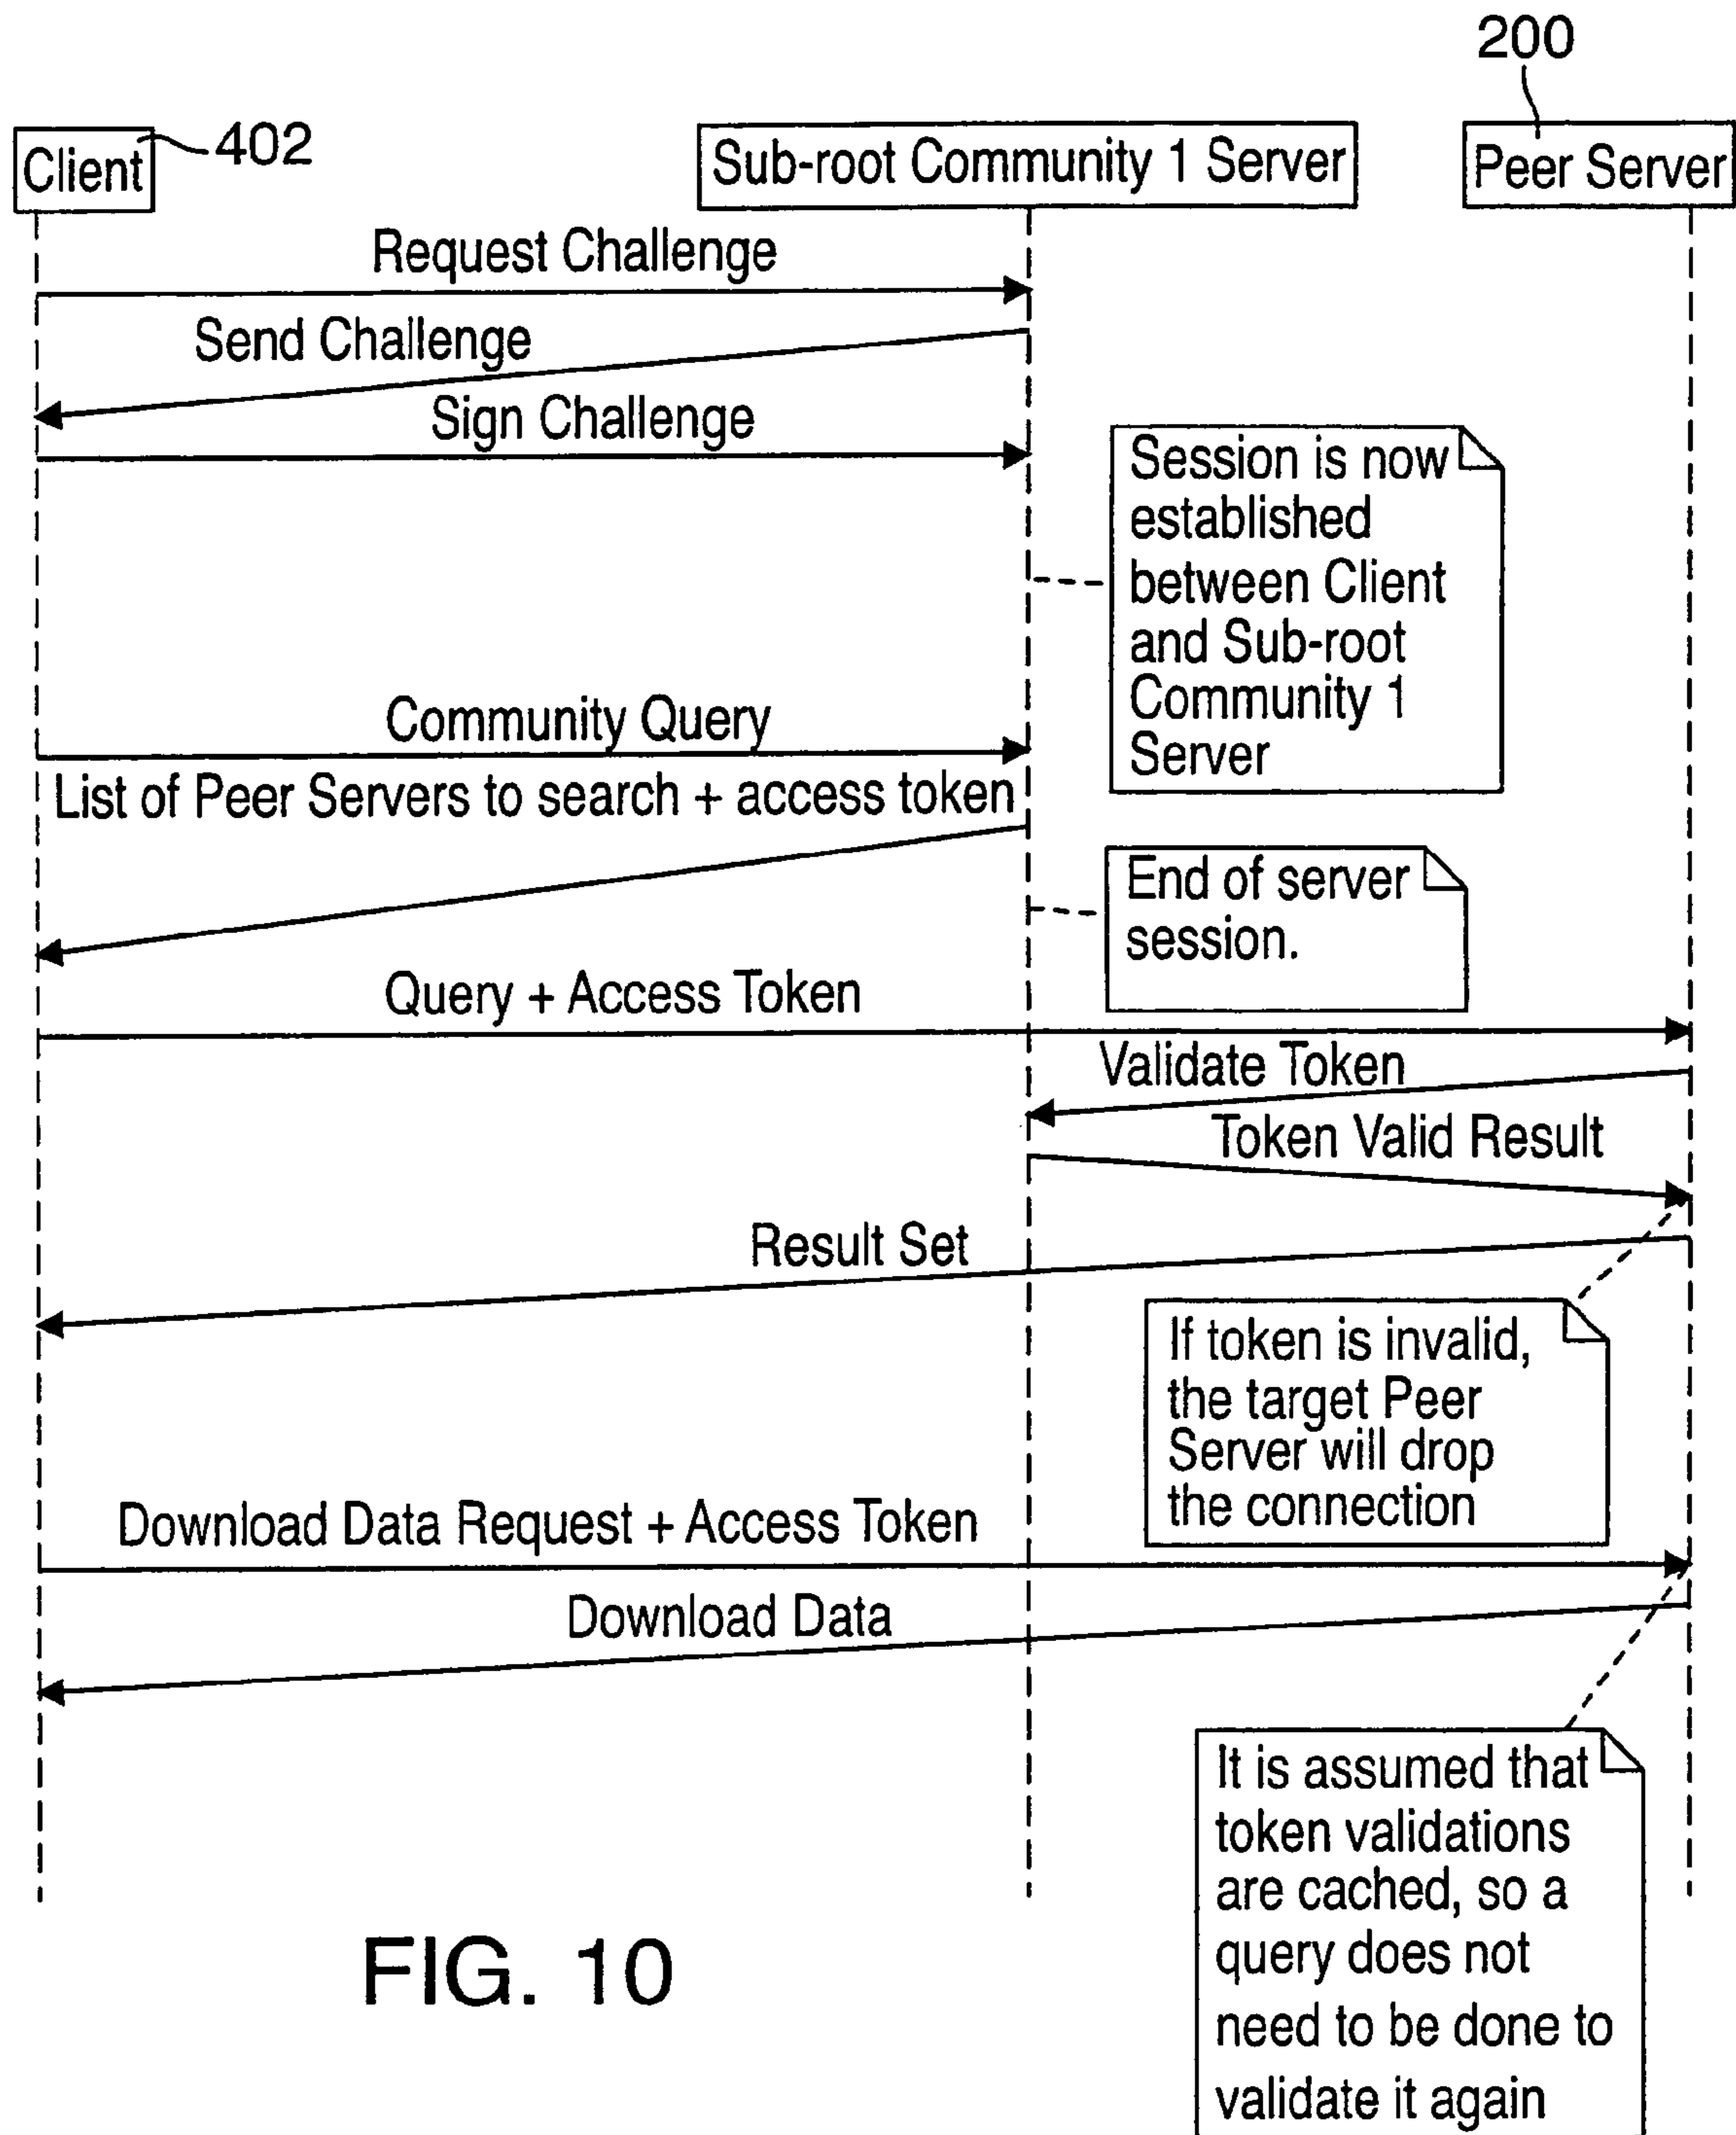 200
Client
402
Sub-root Community 1 Server
Peer Server
Request Challenge
Send Challenge
Sign Challenge
Session is now
established
between Client
and Sub-root
Community 1
Server
Community Query
List of Peer Servers to search + access token
End of server
session.
Query + Access Token
Validate Token
Token Valid Result
Result Set
If token is invalid,
the target Peer
Server will drop
the connection
Download Data Request + Access Token
Download Data
It is assumed that
token validations
are cached, so a
query does not
need to be done to
validate it again
FIG. 10